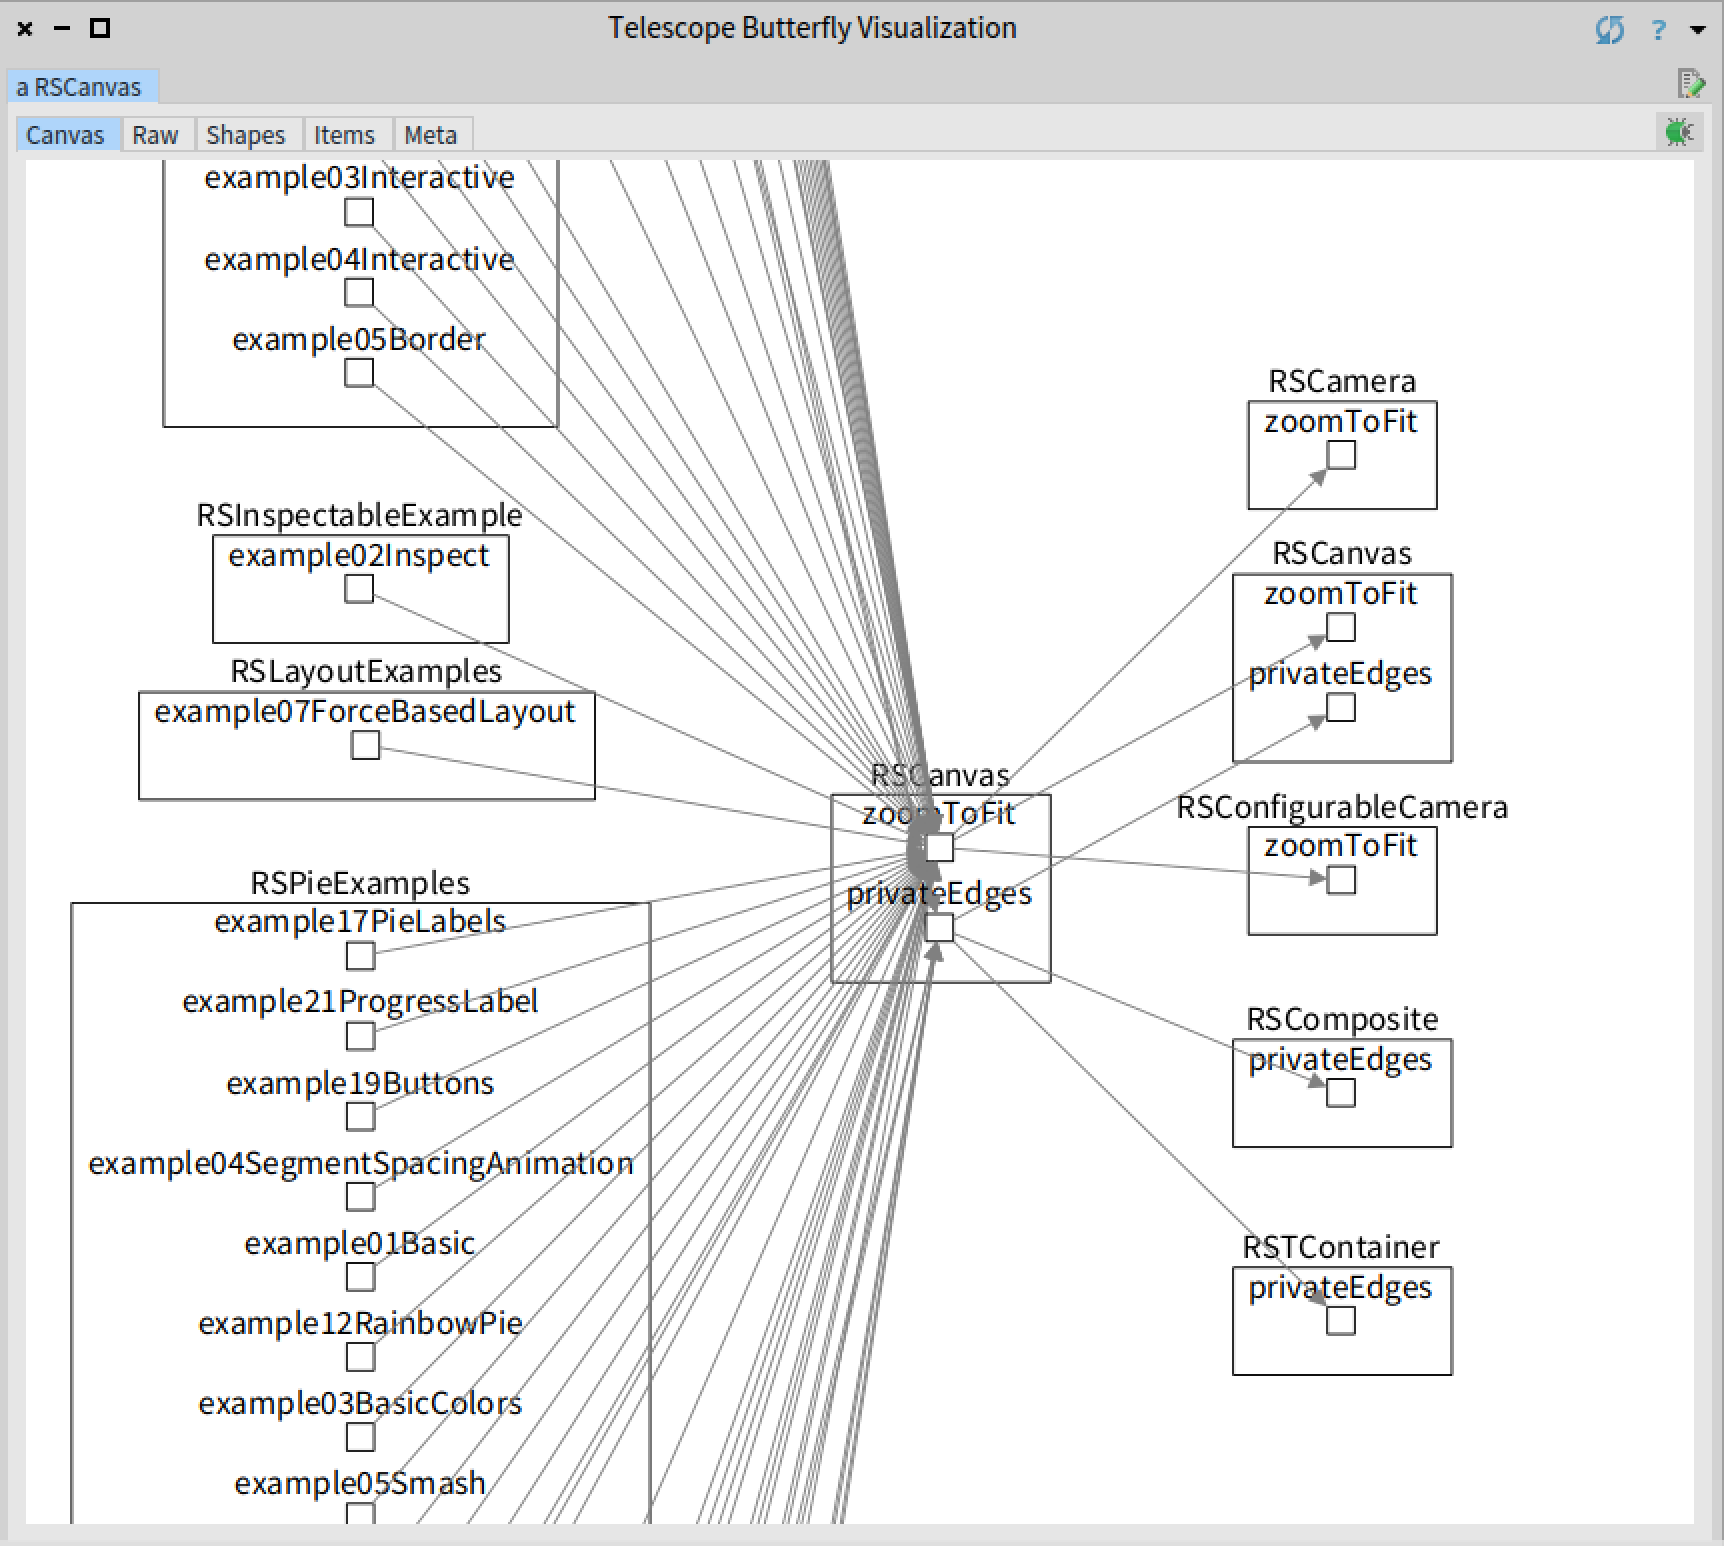 Telescope Butterfly Visualization
?
a RSCanvas
Canvas
Raw
Shapes
Items
Meta
example03Interactive
example04Interactive
example05Border
RSInspectableExample
example02Inspect
RSLayoutExamples
example07ForceBasedLayout
RSPieExamples
example17PieLabels
example21ProgressLabel
example19Buttons
example04SegmentSpacingAnimation
example01Basic
example12RainbowPie
example03BasicColors
example05Smash
RSCanvas
zoomToFit
privateEdges
RSCamera
zoomToFit
RSCanvas
zoomToFit
privateEdges
RSConfigurableCamera
zoomToFit
RSComposite
privateEdges
RSTContainer
privateEdges